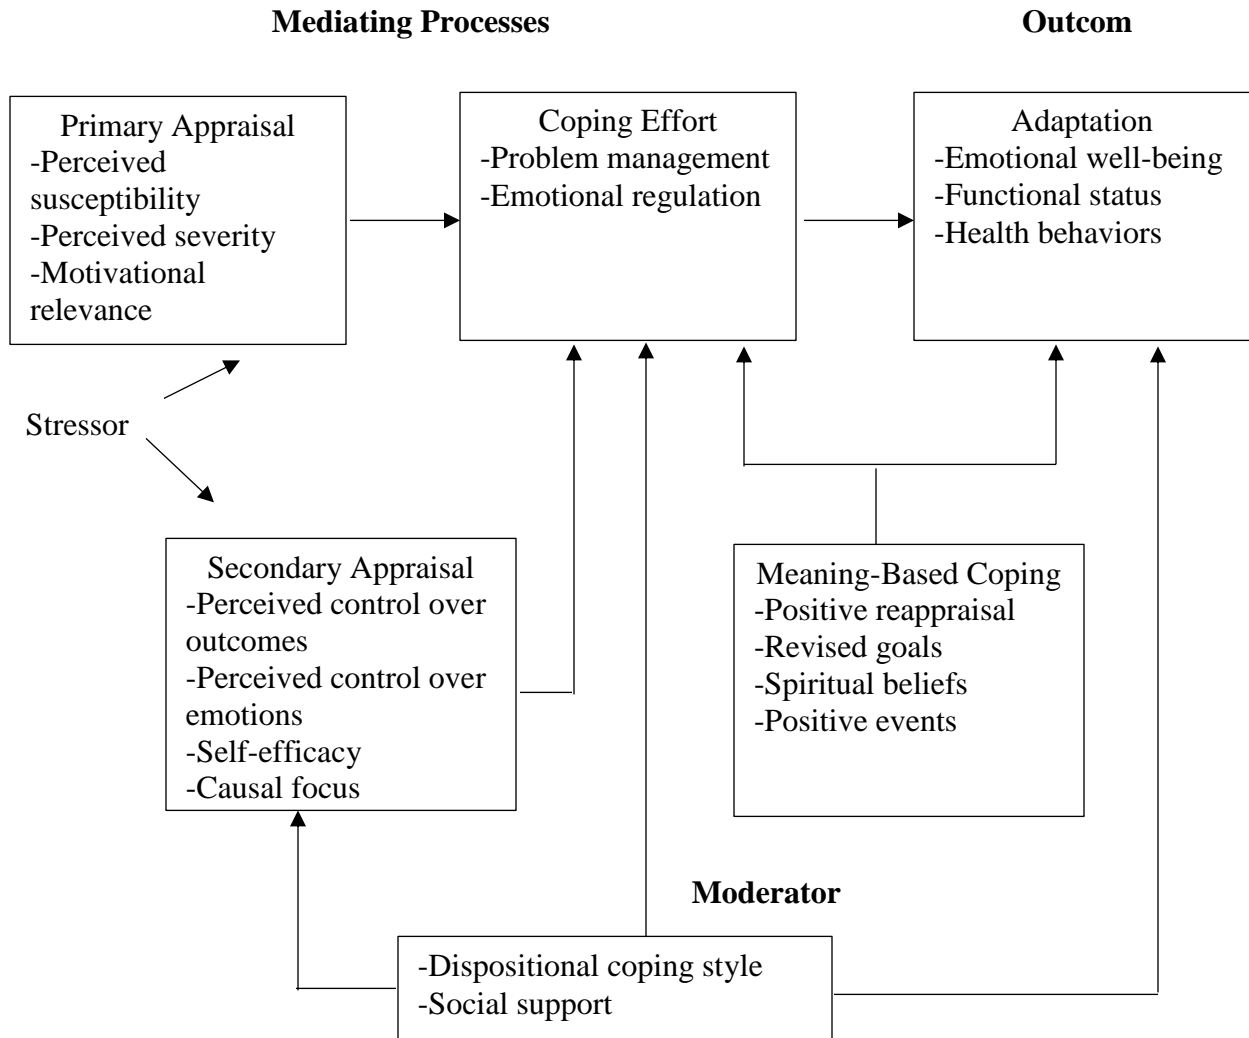 Mediating Processes
Outcom
Primary Appraisal
-Perceived
susceptibility
-Perceived severity
-Motivational
relevance
Coping Effort
-Problem management
-Emotional regulation
Adaptation
-Emotional well-being
-Functional status
-Health behaviors
Stressor
Secondary Appraisal
-Perceived control over
outcomes
-Perceived control over
emotions
-Self-efficacy
-Causal focus
Meaning-Based Coping
-Positive reappraisal
-Revised goals
-Spiritual beliefs
-Positive events
Moderator
-Dispositional coping style
-Social support